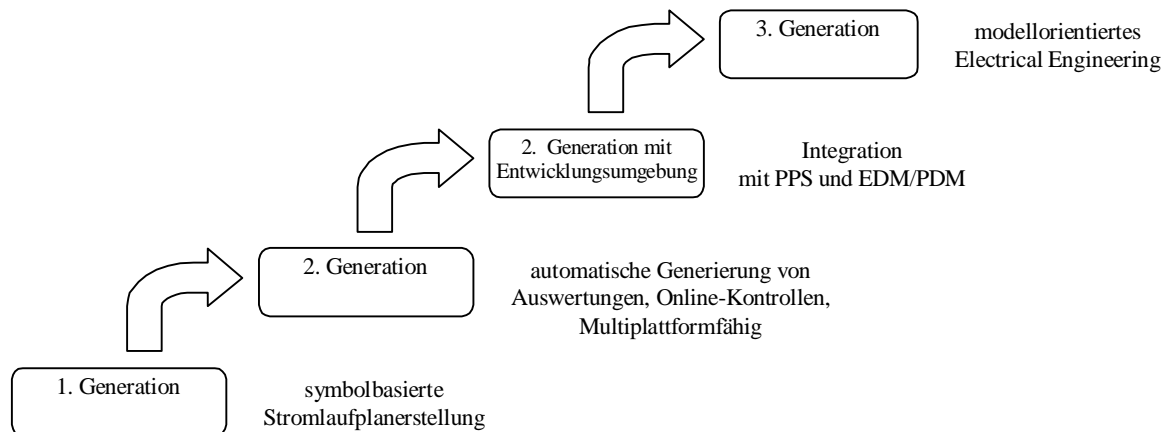 3. Generation
modellorientiertes
Electrical Engineering
2. Generation mit
Entwicklungsumgebung
Integration
mit PPS und EDM/PDM
2. Generation
automatische Generierung von
Auswertungen, Online-Kontrollen,
Multiplattformfähig
1. Generation
symbolbasierte
Stromlaufplanerstellung